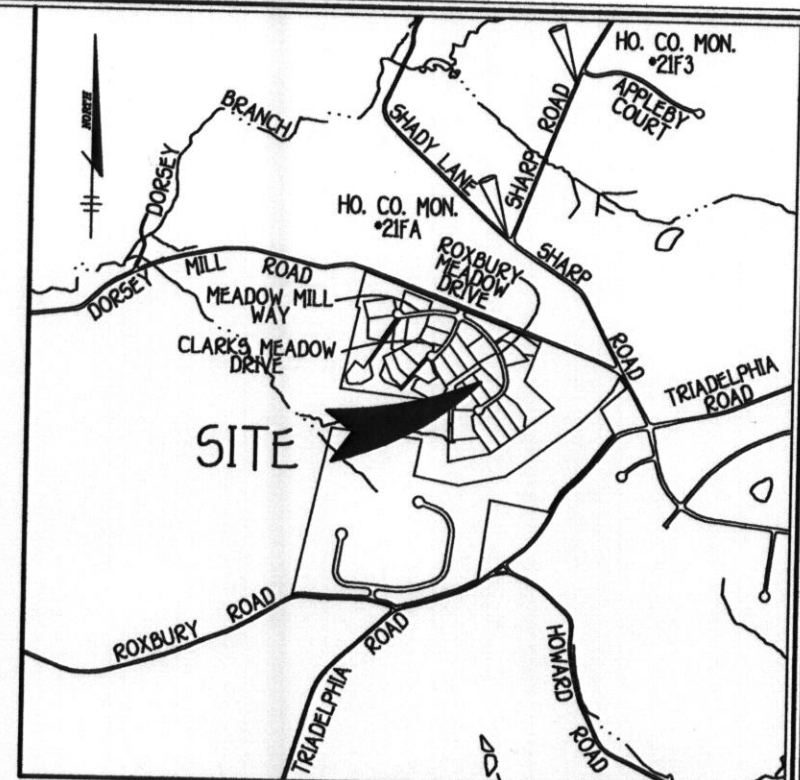 HO. CO. MON.
*21F3
APPLEBY
COURT
SHARP ROAD
NORTH
BRANCH
DORSEY
SHADY LANE
HO. CO. MON.
*21FA
ROXBURY
MEADOW
DRIVE
SHARP
ROAD
DORSEY
MILL
ROAD
MEADOW MILL
WAY
CLARKS MEADOW
DRIVE
TRIADELPHIA
ROAD
SITE
ROXBURY
ROAD
TRIADELPHIA
ROAD
HOWARD
ROAD